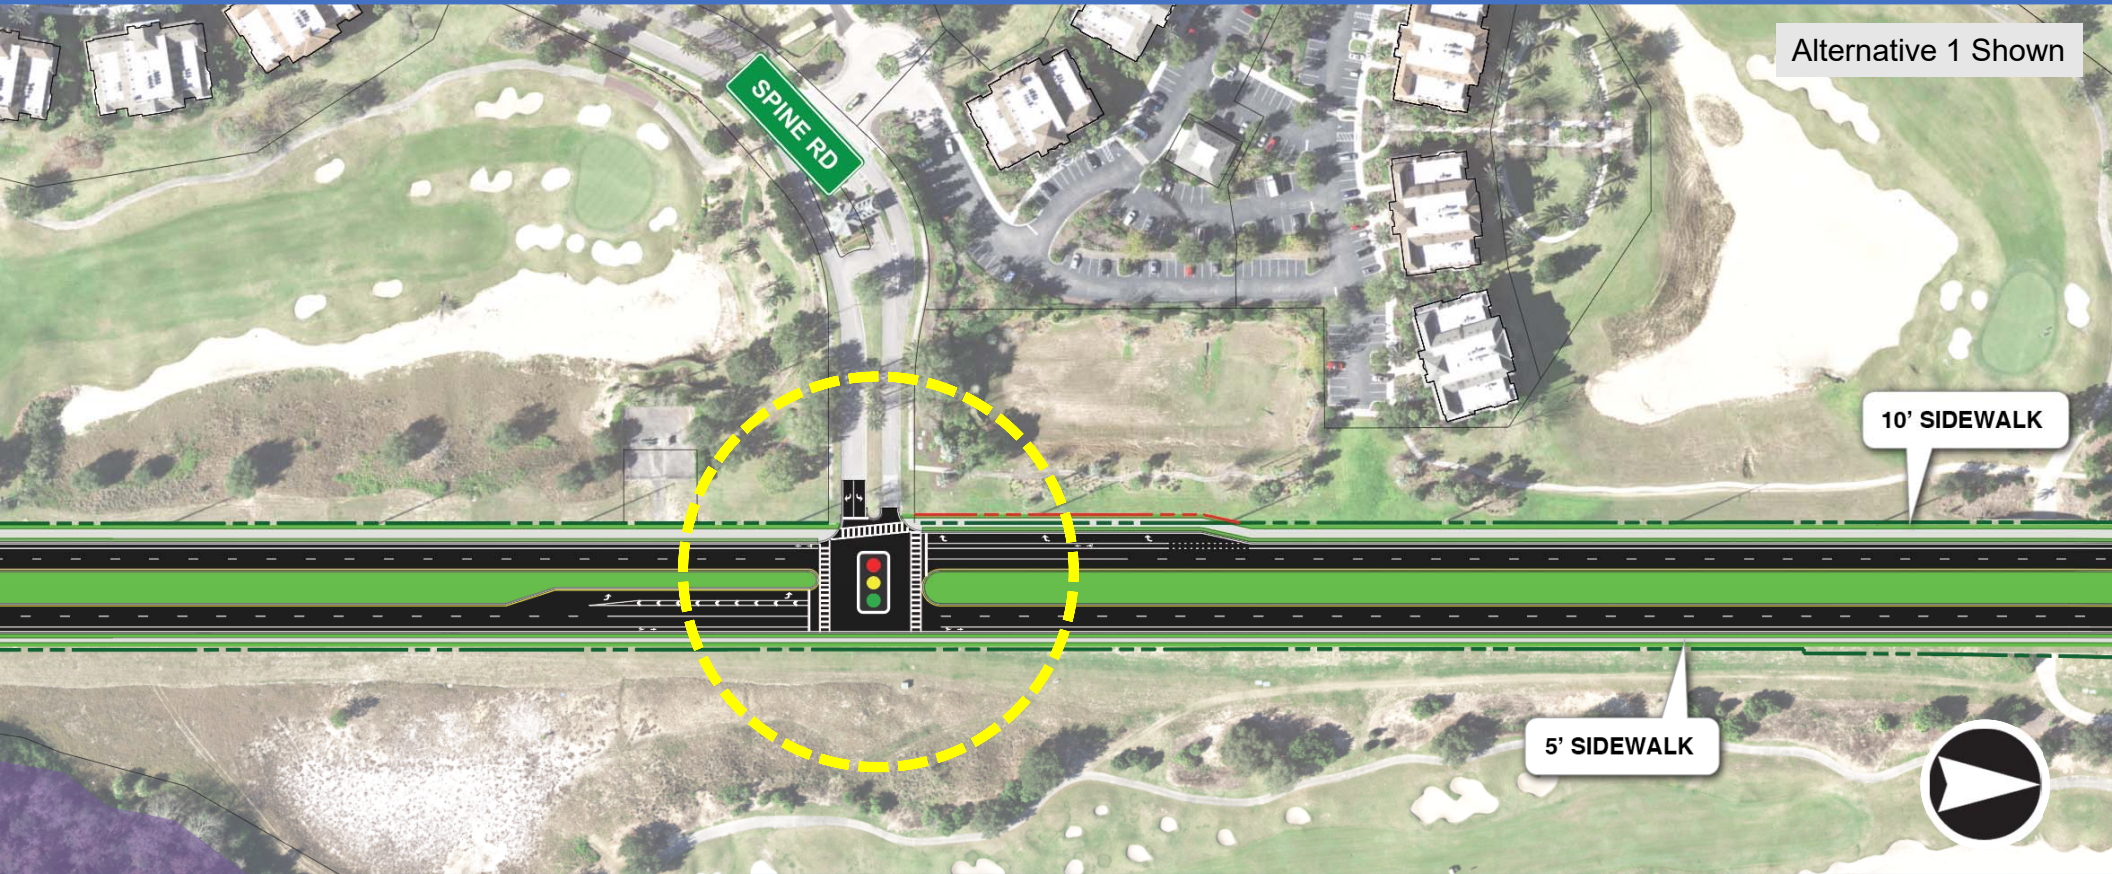 Alternative 1 Shown
SPINE RD
10’ SIDEWALK
5’ SIDEWALK